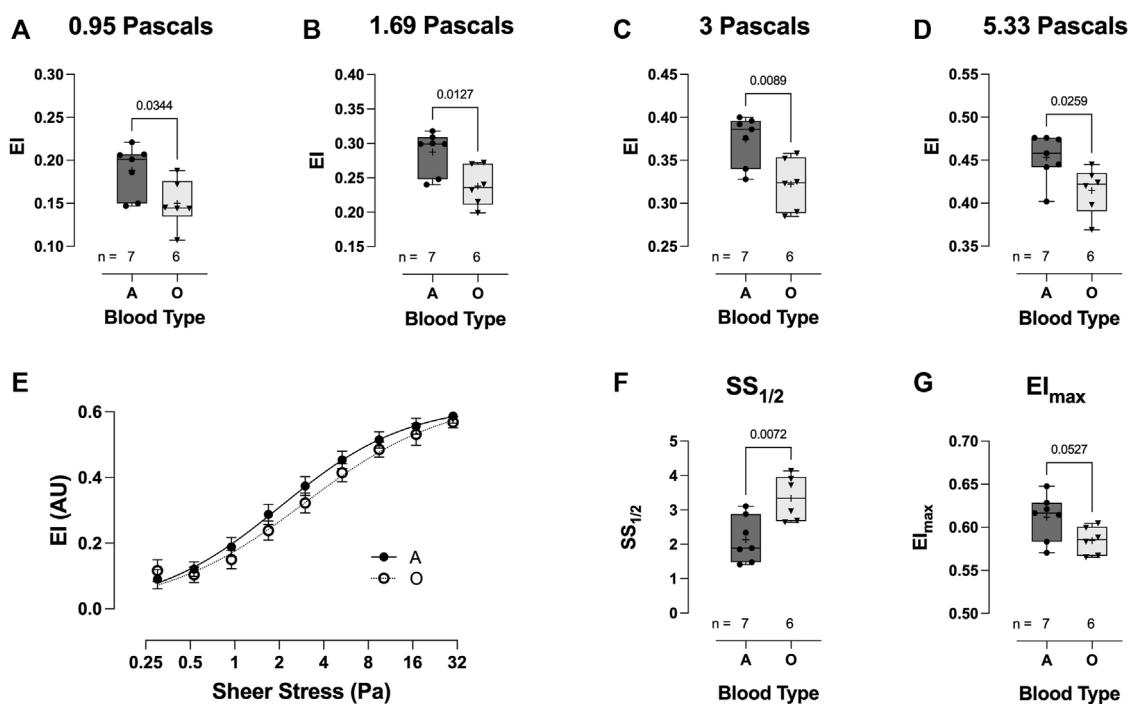 A 0.95 Pascals
0.30
0.25
0.20
0.15
0.10
EI
0.0344
n = 7 6
A O
Blood Type
B 1.69 Pascals
0.40
0.35
0.30
0.25
0.20
0.15
EI
0.0127
n = 7 6
A O
Blood Type
C 3 Pascals
0.45
0.40
0.35
0.30
0.25
EI
0.0089
n = 7 6
A O
Blood Type
D 5.33 Pascals
0.55
0.50
0.45
0.40
0.35
EI
0.0259
n = 7 6
A O
Blood Type
E
0.6
0.4
0.2
0.0
EI (AU)
A
O
0.25 0.5 1 2 4 8 16 32
Sheer Stress (Pa)
F SS1/2
5
4
3
2
1
0
SS1/2
0.0072
n = 7 6
A O
Blood Type
G EImax
0.70
0.65
0.60
0.55
0.50
EImax
0.0527
n = 7 6
A O
Blood Type